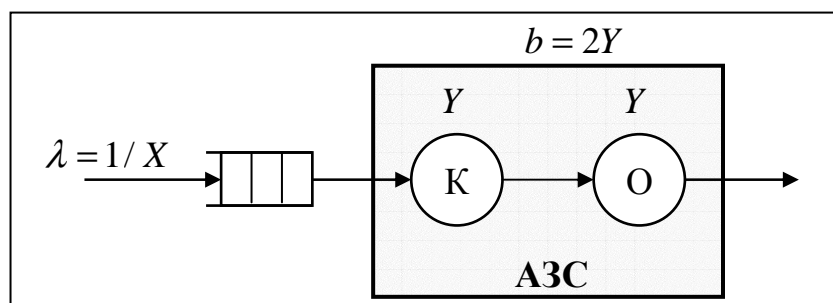 b = 2Y
Y Y
λ = 1/ X
К О
АЗС